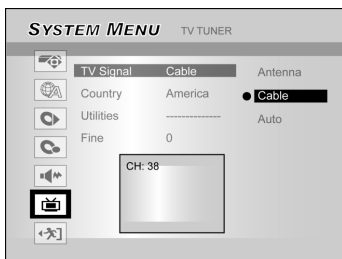 SYSTEM MENU TV TUNER
TV Signal Cable Antenna
Country America Cable
Utilities -------------- Auto
Fine 0
CH: 38